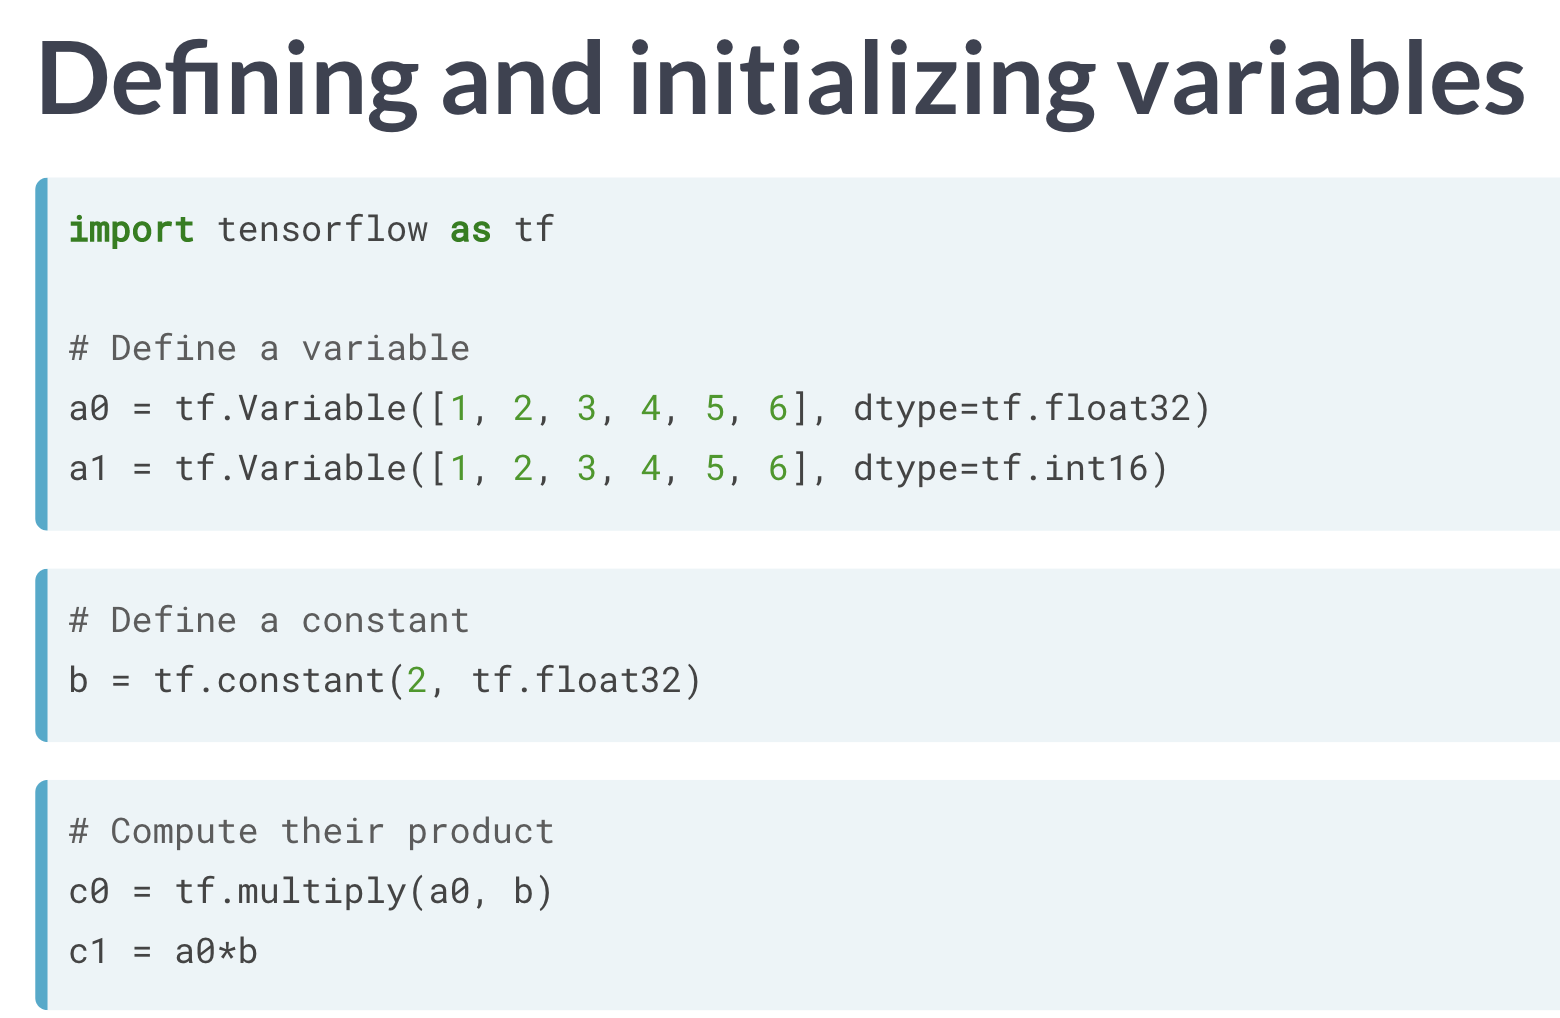 Defining and initializing variables
import tensorflow as tf
# Define a variable
a0 = tf.Variable([1, 2, 3, 4, 5, 6], dtype=tf.float32)
a1 = tf.Variable([1, 2, 3, 4, 5, 6], dtype=tf.int16)
# Define a constant
b = tf.constant(2, tf.float32)
# Compute their product
c0 = tf.multiply(a0, b)
c1 = a0*b